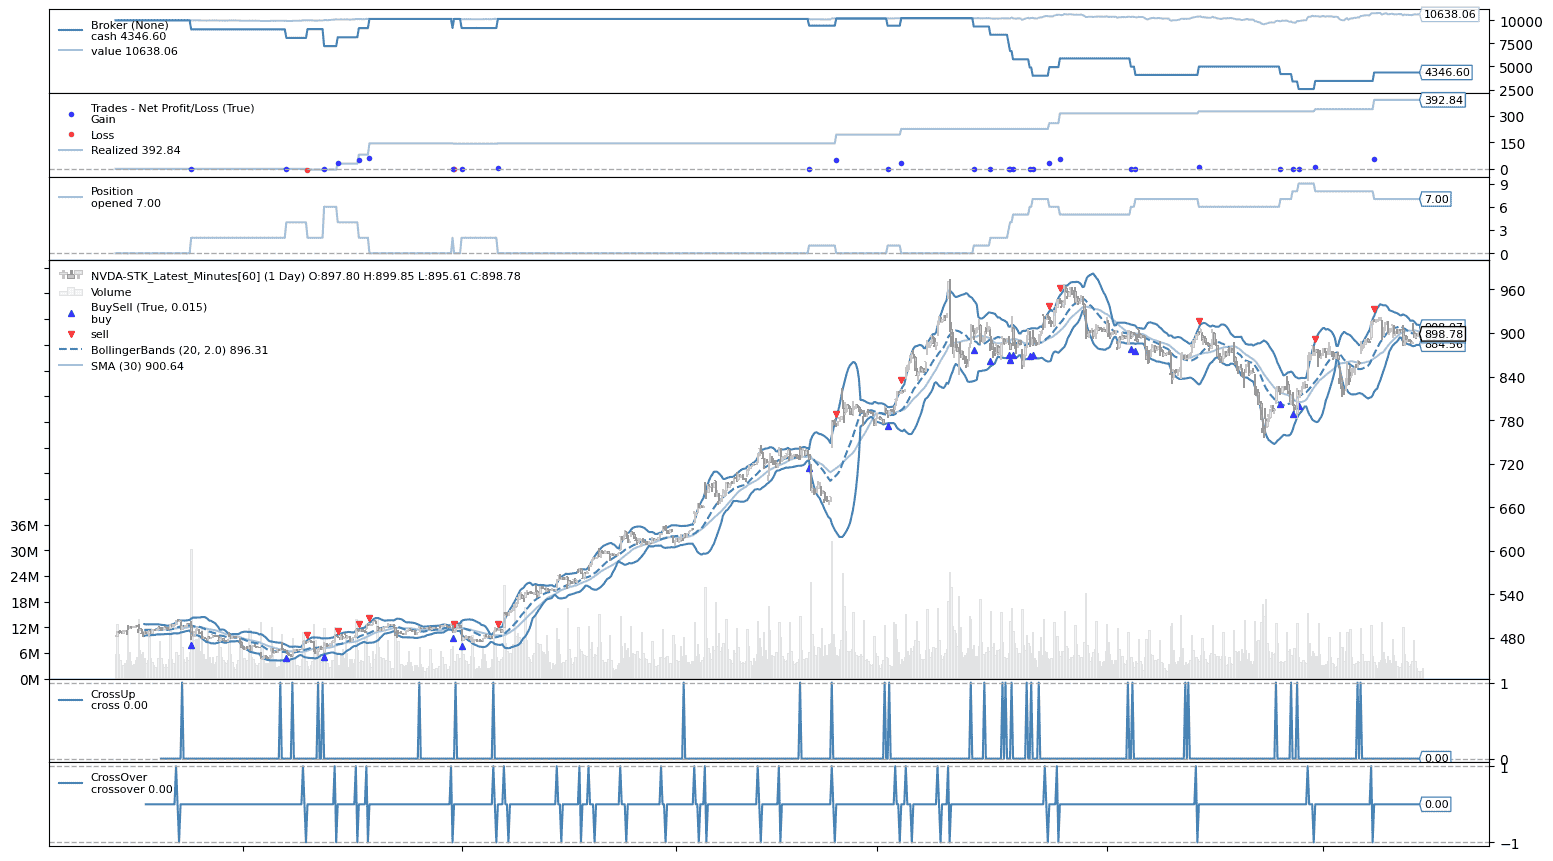 Broker (None)
cash 4346.60
value 10638.06
10638.06
4346.60
10000
7500
5000
2500
Trades - Net Profit/Loss (True)
Gain
Loss
Realized 392.84
392.84
300
150
0
Position
opened 7.00
9
7.00
6
3
0
NVDA-STK_Latest_Minutes[60] (1 Day) O:897.80 H:899.85 L:895.61 C:898.78
Volume
BuySell (True, 0.015)
buy
sell
BollingerBands (20, 2.0) 896.31
SMA (30) 900.64
898.78
884.56
960
900
840
780
720
660
600
540
480
36M
30M
24M
18M
12M
6M
0M
CrossUp
cross 0.00
1
0.00
0
CrossOver
crossover 0.00
1
0.00
−1